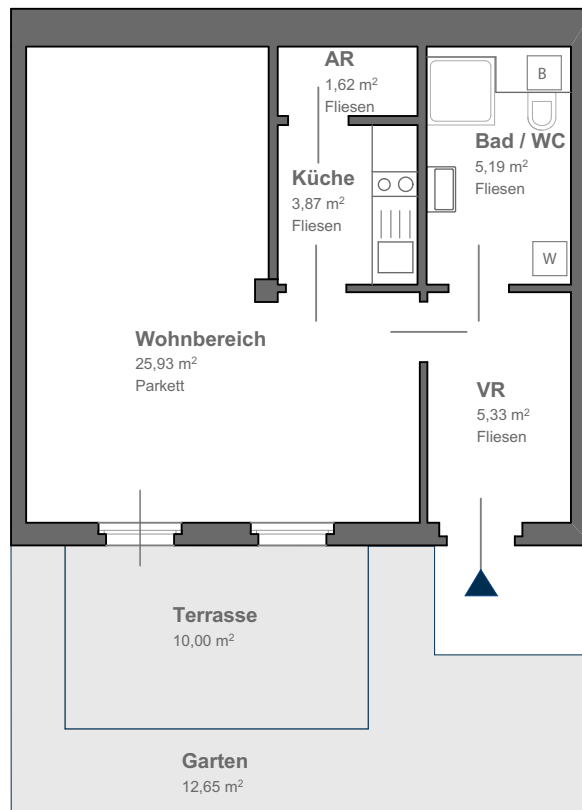 AR
1,62 m²
Fliesen
B
Bad / WC
5,19 m²
Fliesen
Küche
3,87 m²
Fliesen
W
Wohnbereich
25,93 m²
Parkett
VR
5,33 m²
Fliesen
Terrasse
10,00 m²
Garten
12,65 m²